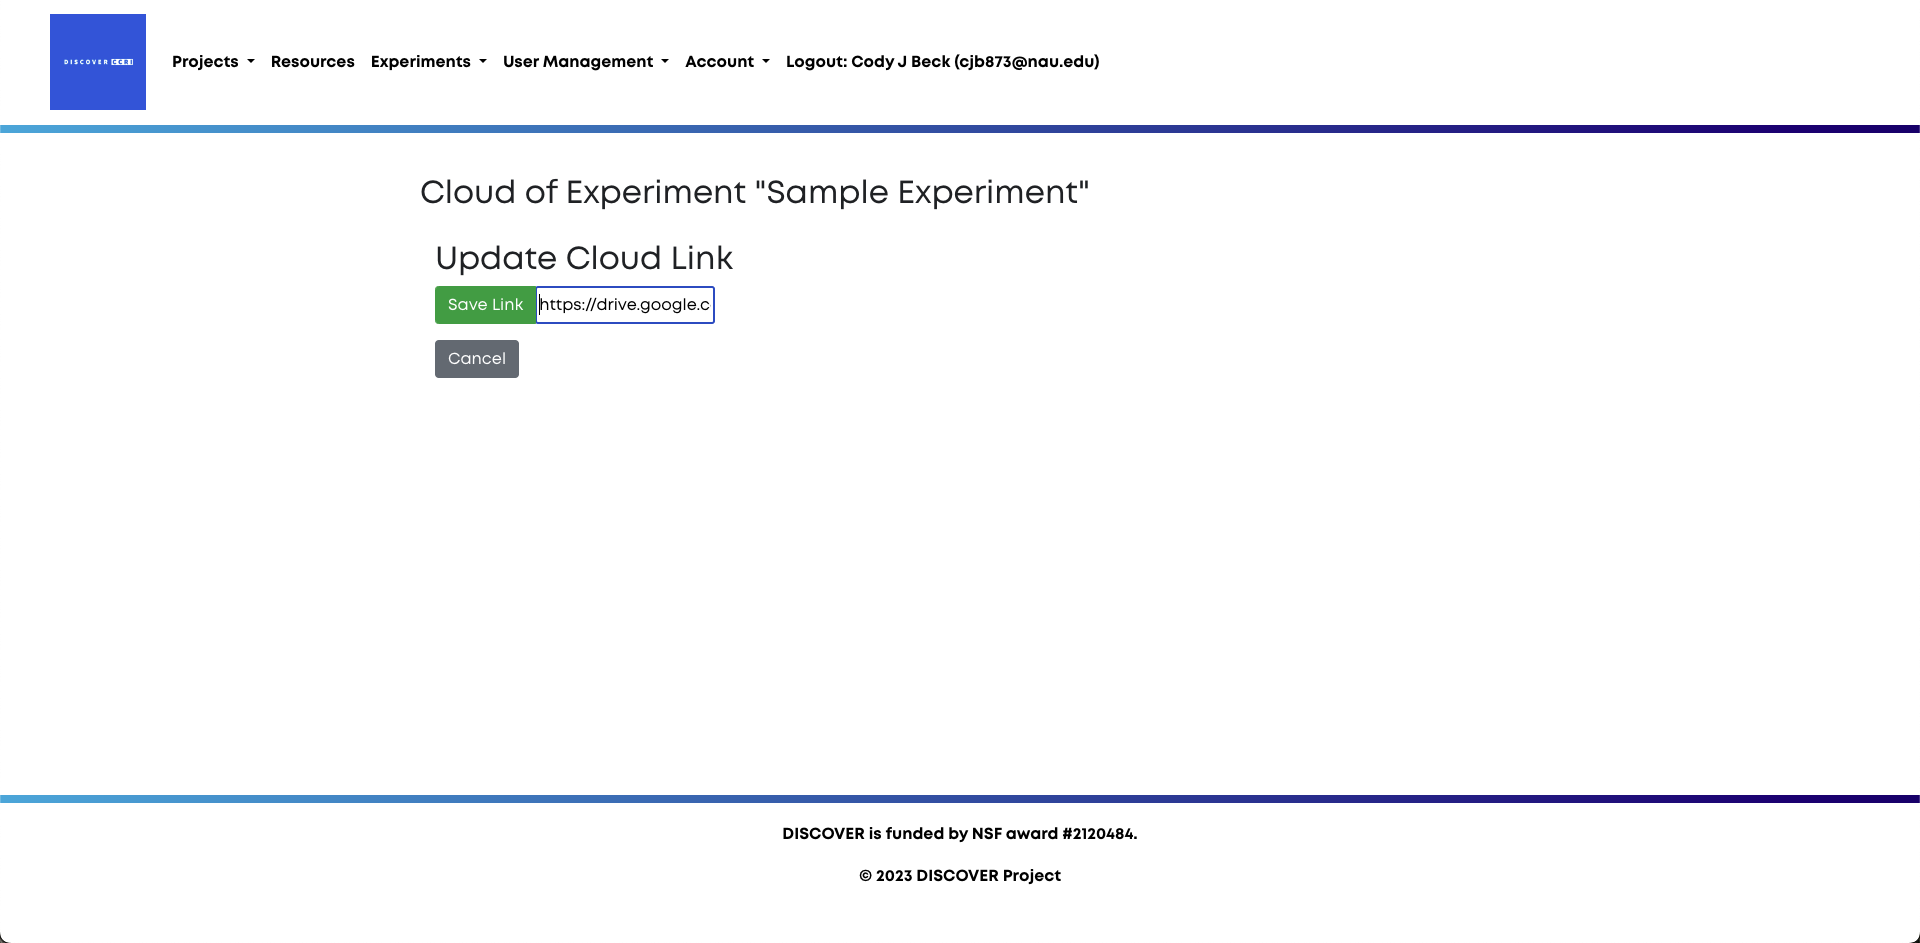 DISCOVER CCRI
Projects Resources Experiments User Management Account Logout: Cody J Beck (cjb873@nau.edu)
Cloud of Experiment "Sample Experiment"
Update Cloud Link
Save Link https://drive.google.c
Cancel
DISCOVER is funded by NSF award #2120484.
© 2023 DISCOVER Project